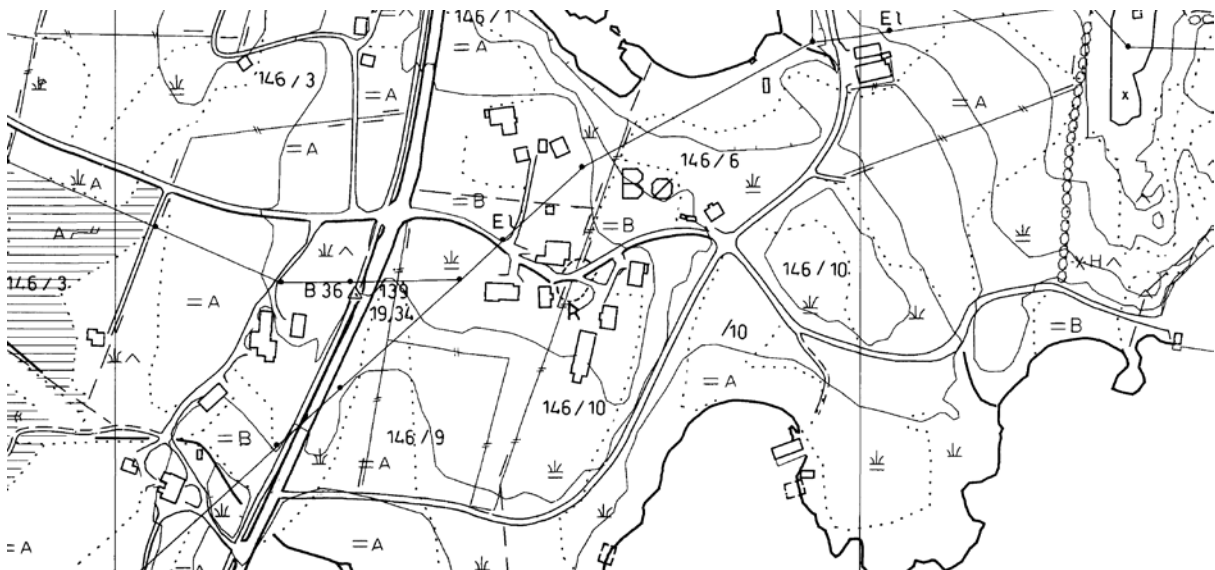 146/1
El
= A
146/3
= A
= A
= A
146/6
BØ
A
= B
El
= B
A
146/10
×H
146/3
B 36
139
19,34
= A
R
/10
= B
= A
146/10
= B
146/9
= A
= A
= A
= A
x